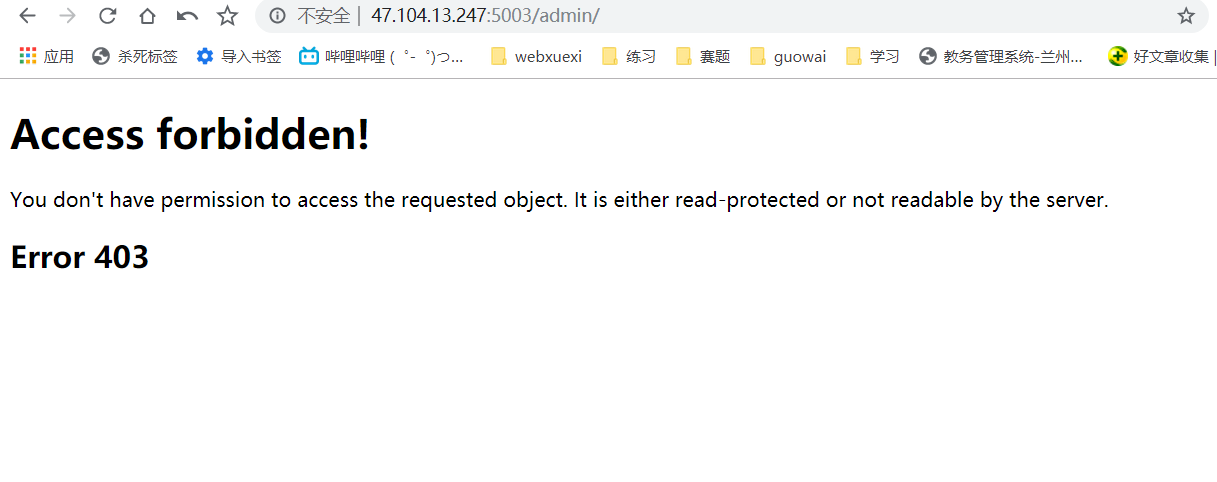 不安全 | 47.104.13.247:5003/admin/
应用 杀死标签 导入书签 哔哩哔哩 ( ゜- ゜)つ... webxuexi 练习 赛题 guowai 学习 教务管理系统-兰州... 好文章收集 |
Access forbidden!
You don't have permission to access the requested object. It is either read-protected or not readable by the server.
Error 403